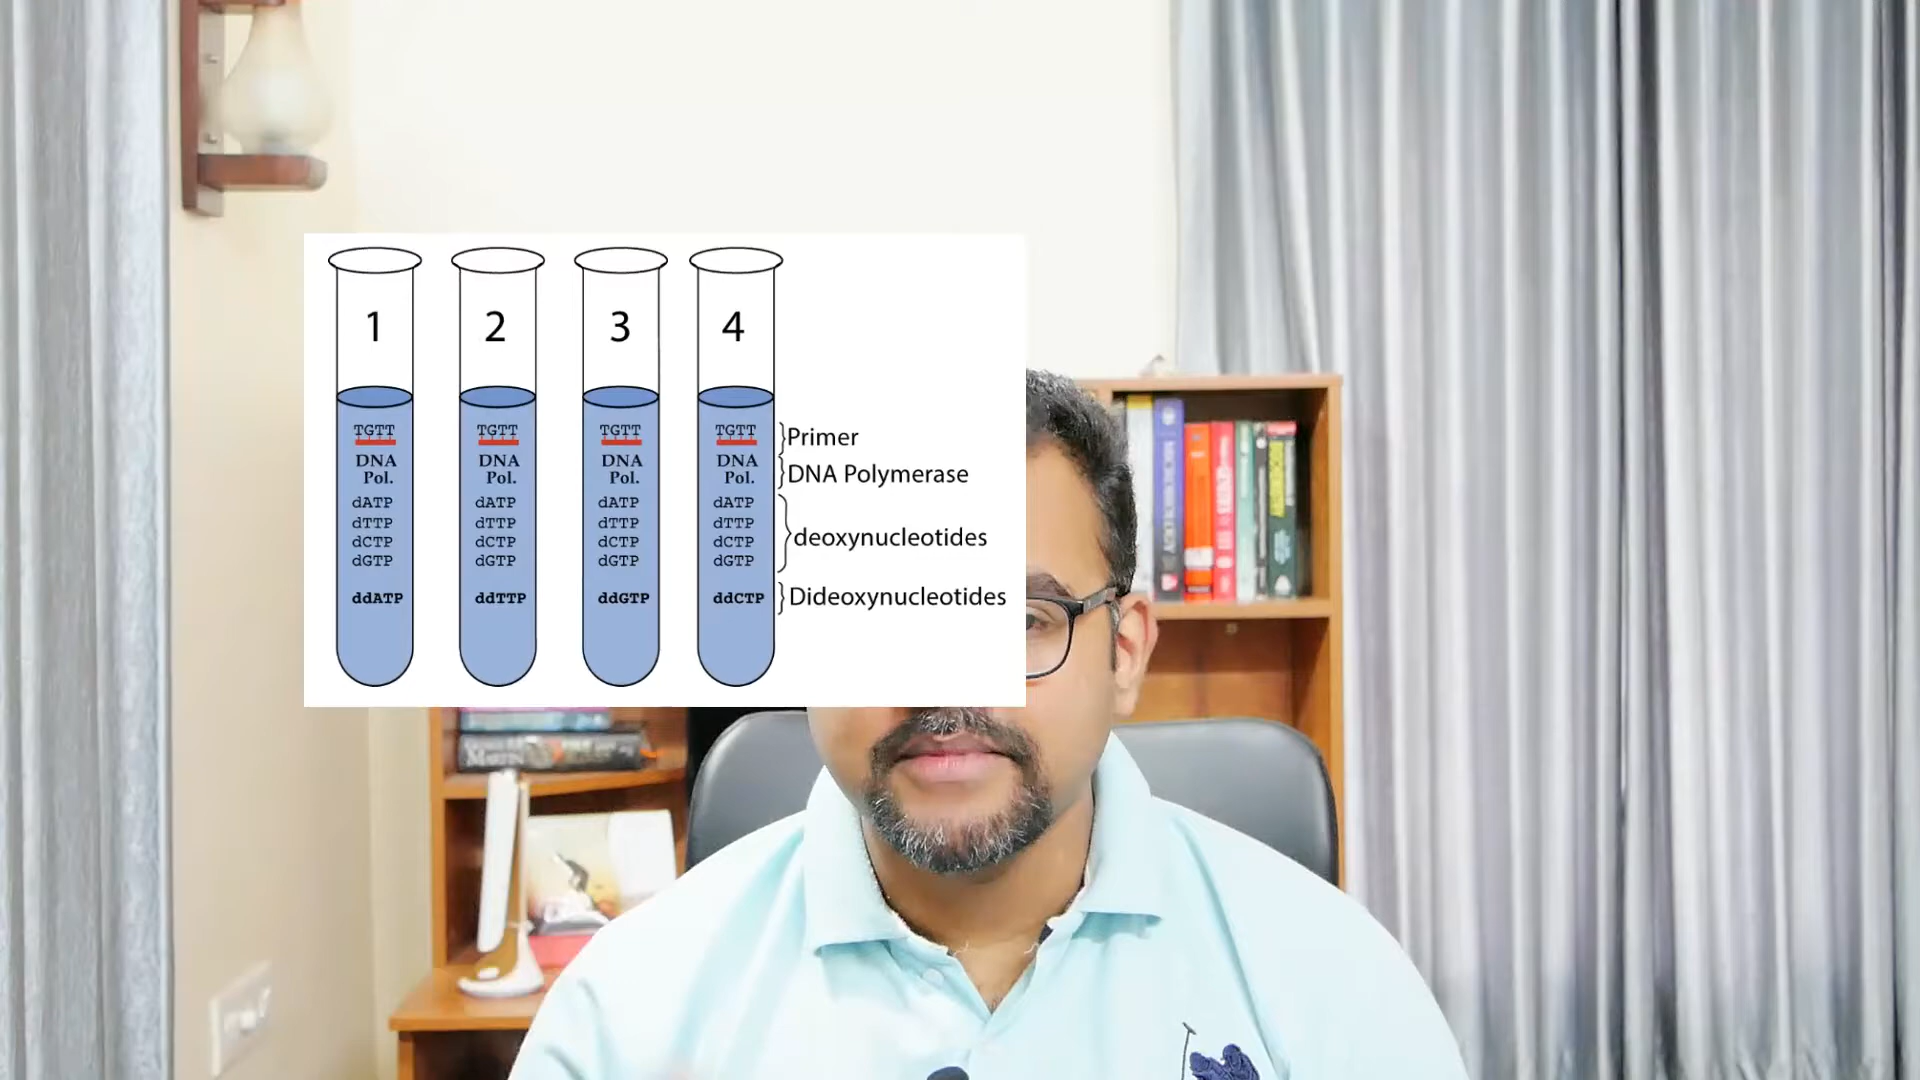 1 2 3 4
TGTT TGTT TGTT TGTT }Primer
DNA DNA DNA DNA
Pol. Pol. Pol. Pol. }DNA Polymerase
dATP dATP dATP dATP
dTTP dTTP dTTP dTTP
dCTP dCTP dCTP dCTP }deoxynucleotides
dGTP dGTP dGTP dGTP
ddATP ddTTP ddGTP ddCTP }Dideoxynucleotides
MARTIN